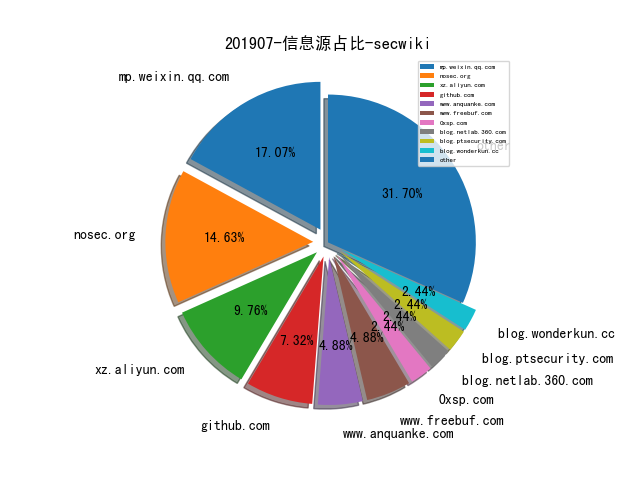 201907-信息源占比-secwiki
mp.weixin.qq.com
nosec.org
xz.aliyun.com
github.com
www.anquanke.com
www.freebuf.com
0xsp.com
blog.netlab.360.com
blog.ptsecurity.com
blog.wonderkun.cc
other
mp.weixin.qq.com
nosec.org
xz.aliyun.com
github.com
www.anquanke.com
www.freebuf.com
0xsp.com
blog.netlab.360.com
blog.ptsecurity.com
blog.wonderkun.cc
other
17.07%
14.63%
9.76%
7.32%
4.88%
4.88%
2.44%
2.44%
2.44%
2.44%
31.70%